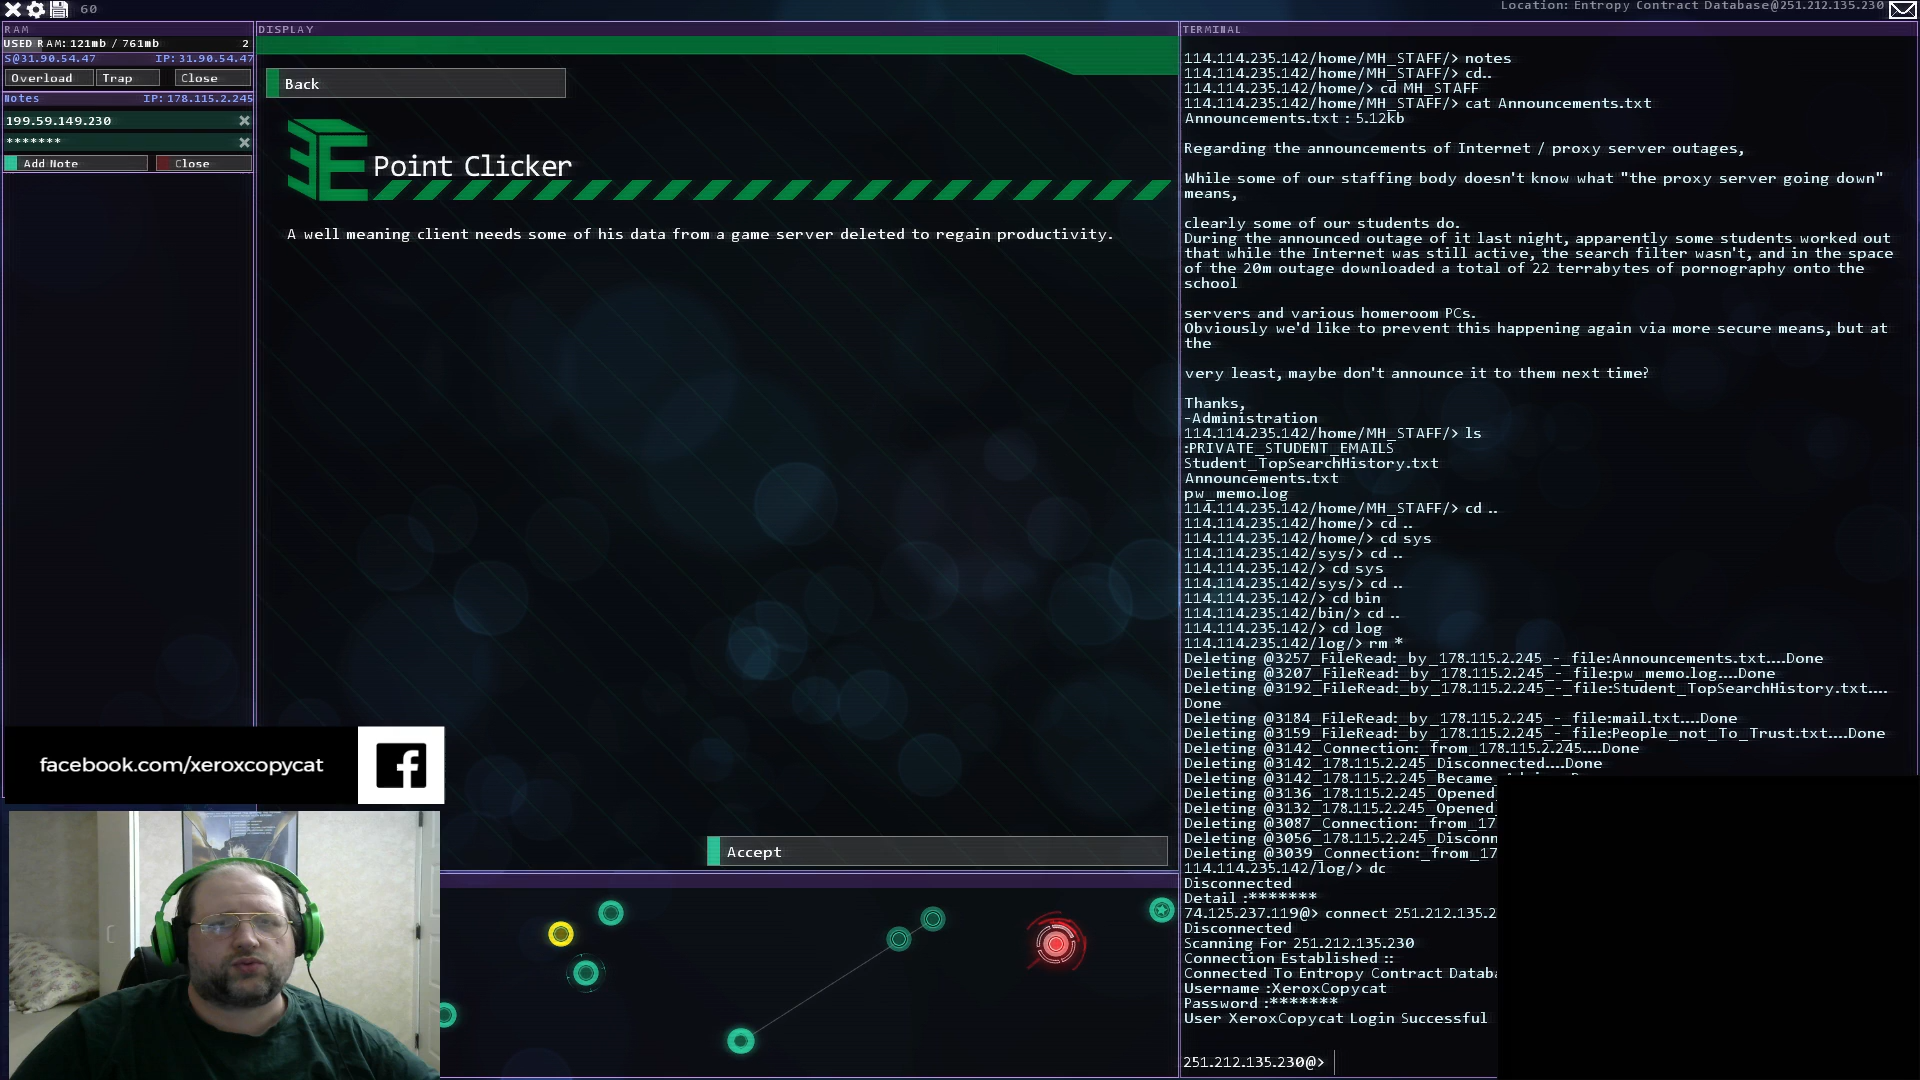 60
Location: Entropy Contract Database@251.212.135.230
RAM
USED RAM: 121mb / 761mb 2
S@31.90.54.47 IP: 31.90.54.47
Overload Trap Close
Notes IP: 178.115.2.245
199.59.149.230
*******
Add Note Close
DISPLAY
Back
Point Clicker
A well meaning client needs some of his data from a game server deleted to regain productivity.
Accept
facebook.com/xeroxcopycat
TERMINAL
114.114.235.142/home/MH_STAFF/> notes
114.114.235.142/home/MH_STAFF/> cd..
114.114.235.142/home/> cd MH_STAFF
114.114.235.142/home/MH_STAFF/> cat Announcements.txt
Announcements.txt : 5.12kb
Regarding the announcements of Internet / proxy server outages,
While some of our staffing body doesn't know what "the proxy server going down"
means,
clearly some of our students do.
During the announced outage of it last night, apparently some students worked out
that while the Internet was still active, the search filter wasn't, and in the space
of the 20m outage downloaded a total of 22 terrabytes of pornography onto the
school
servers and various homeroom PCs.
Obviously we'd like to prevent this happening again via more secure means, but at
the
very least, maybe don't announce it to them next time?
Thanks,
-Administration
114.114.235.142/home/MH_STAFF/> ls
:PRIVATE_STUDENT_EMAILS
Student_TopSearchHistory.txt
Announcements.txt
pw_memo.log
114.114.235.142/home/MH_STAFF/> cd ..
114.114.235.142/home/> cd ..
114.114.235.142/home/> cd sys
114.114.235.142/sys/> cd ..
114.114.235.142/> cd sys
114.114.235.142/sys/> cd ..
114.114.235.142/> cd bin
114.114.235.142/bin/> cd ..
114.114.235.142/> cd log
114.114.235.142/log/> rm *
Deleting @3257_FileRead:_by_178.115.2.245_-_file:Announcements.txt....Done
Deleting @3207_FileRead:_by_178.115.2.245_-_file:pw_memo.log....Done
Deleting @3192_FileRead:_by_178.115.2.245_-_file:Student_TopSearchHistory.txt....
Done
Deleting @3184_FileRead:_by_178.115.2.245_-_file:mail.txt....Done
Deleting @3159_FileRead:_by_178.115.2.245_-_file:People_not_To_Trust.txt....Done
Deleting @3142_Connection:_from_178.115.2.245....Done
Deleting @3142_178.115.2.245_Disconnected....Done
Deleting @3142_178.115.2.245_Became_
Deleting @3136_178.115.2.245_Opened_
Deleting @3132_178.115.2.245_Opened_
Deleting @3087_Connection:_from_17
Deleting @3056_178.115.2.245_Disconn
Deleting @3039_Connection:_from_17
114.114.235.142/log/> dc
Disconnected
Detail :*******
74.125.237.119@> connect 251.212.135.2
Disconnected
Scanning For 251.212.135.230
Connection Established ::
Connected To Entropy Contract Databa
Username :XeroxCopycat
Password :*******
User XeroxCopycat Login Successful
251.212.135.230@>